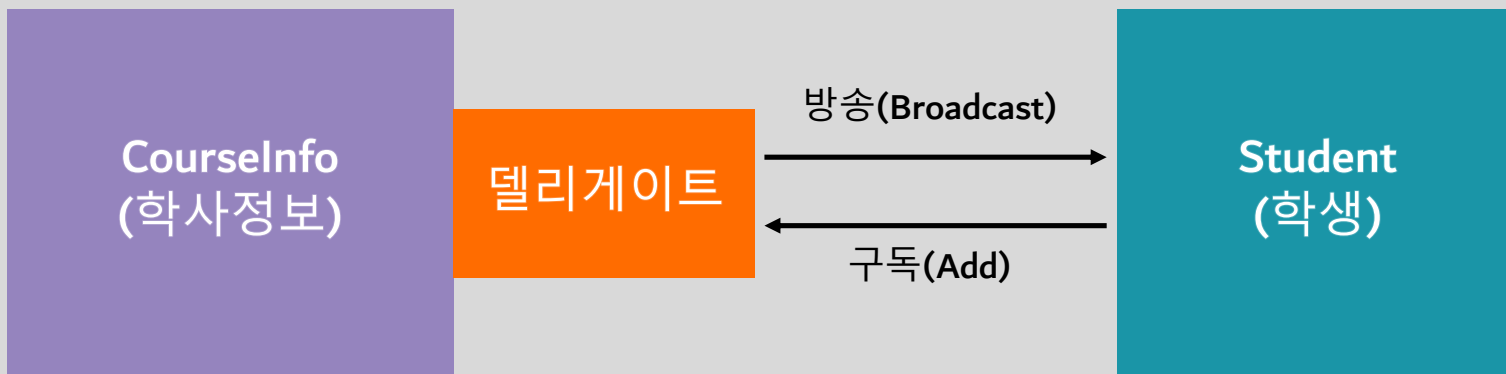 CourseInfo
(학사정보)
델리게이트
방송(Broadcast)
구독(Add)
Student
(학생)